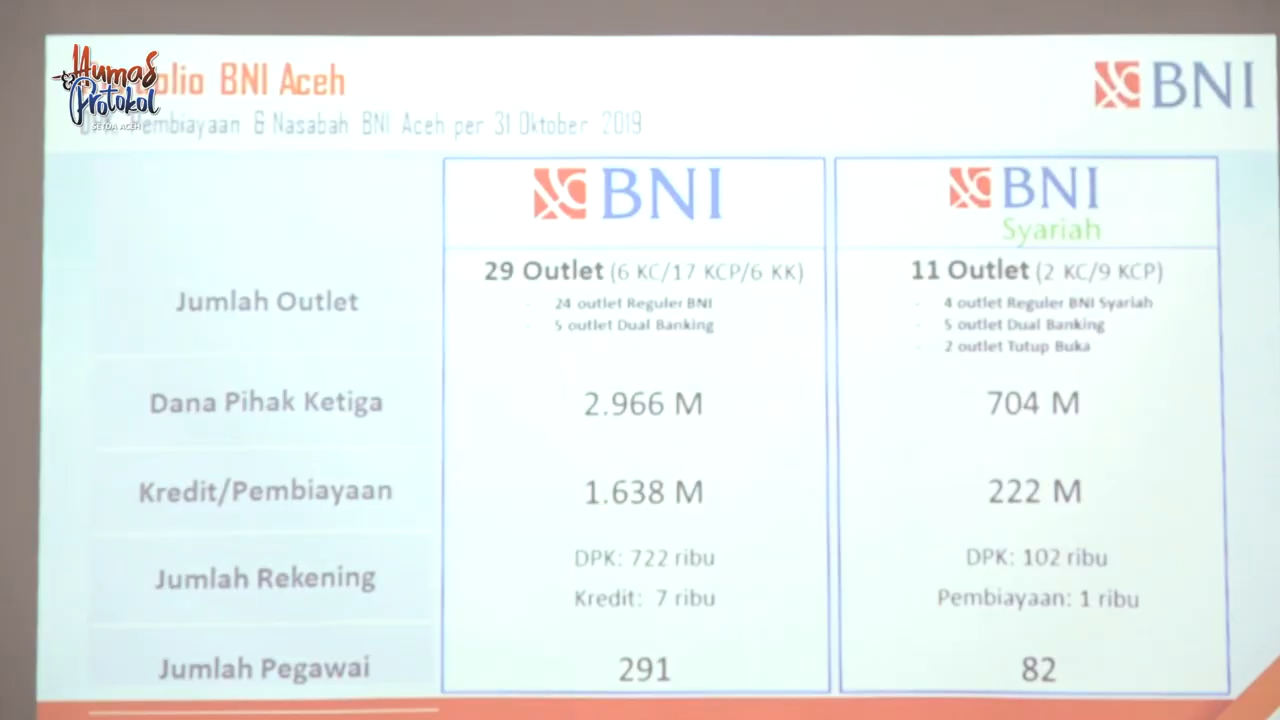 Humas
Protokol
SETDA ACEH
BNI Aceh
& Nasabah BNI Aceh per 31 Oktober 2019
BNI
BNI
BNI
Syariah
Jumlah Outlet
29 Outlet (6 KC/17 KCP/6 KK)
24 outlet Reguler BNI
5 outlet Dual Banking
11 Outlet (2 KC/9 KCP)
4 outlet Reguler BNI Syariah
5 outlet Dual Banking
2 outlet Tutup Buka
Dana Pihak Ketiga
2.966 M
704 M
Kredit/Pembiayaan
1.638 M
222 M
Jumlah Rekening
DPK: 722 ribu
Kredit: 7 ribu
DPK: 102 ribu
Pembiayaan: 1 ribu
Jumlah Pegawai
291
82